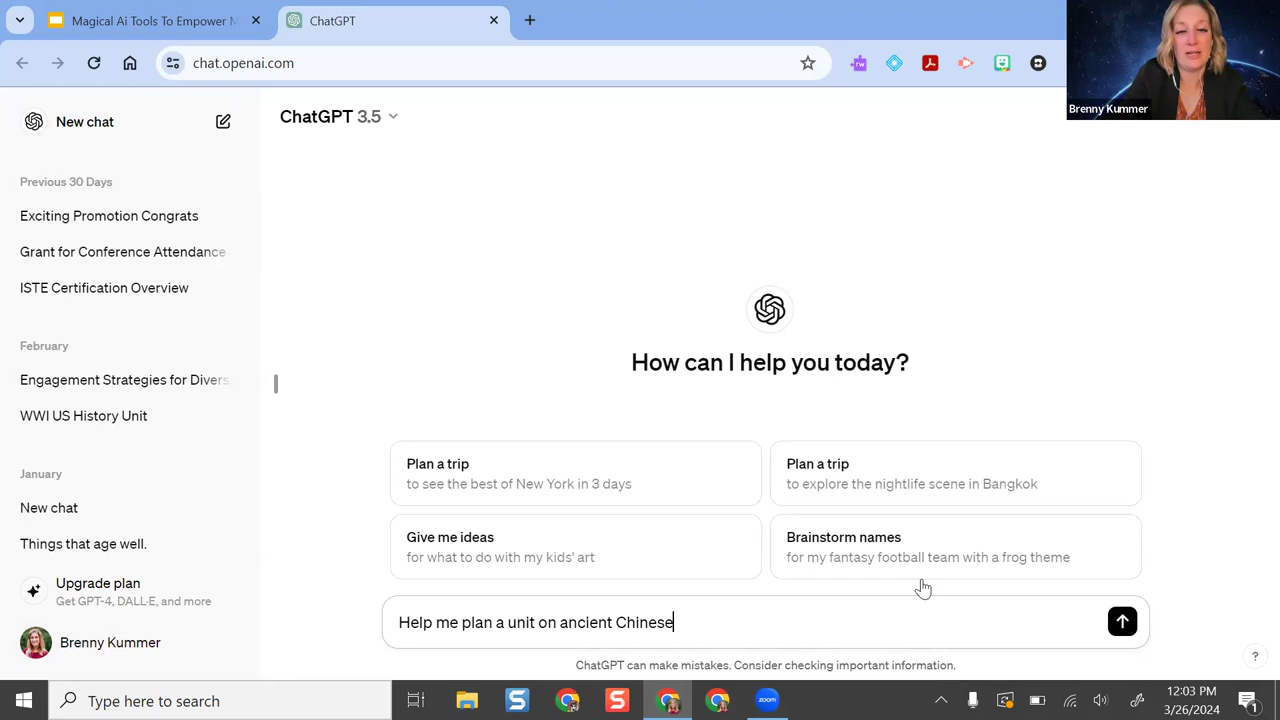 Magical Ai Tools To Empower M
ChatGPT
chat.openai.com
Brenny Kummer
New chat
ChatGPT 3.5
Previous 30 Days
Exciting Promotion Congrats
Grant for Conference Attendance
ISTE Certification Overview
February
Engagement Strategies for Divers
WWI US History Unit
January
New chat
Things that age well.
Upgrade plan
Get GPT-4, DALL·E, and more
Brenny Kummer
How can I help you today?
Plan a trip
to see the best of New York in 3 days
Plan a trip
to explore the nightlife scene in Bangkok
Give me ideas
for what to do with my kids' art
Brainstorm names
for my fantasy football team with a frog theme
Help me plan a unit on ancient Chinese
ChatGPT can make mistakes. Consider checking important information.
?
Type here to search
S
S
zoom
12:03 PM
3/26/2024
1
rw